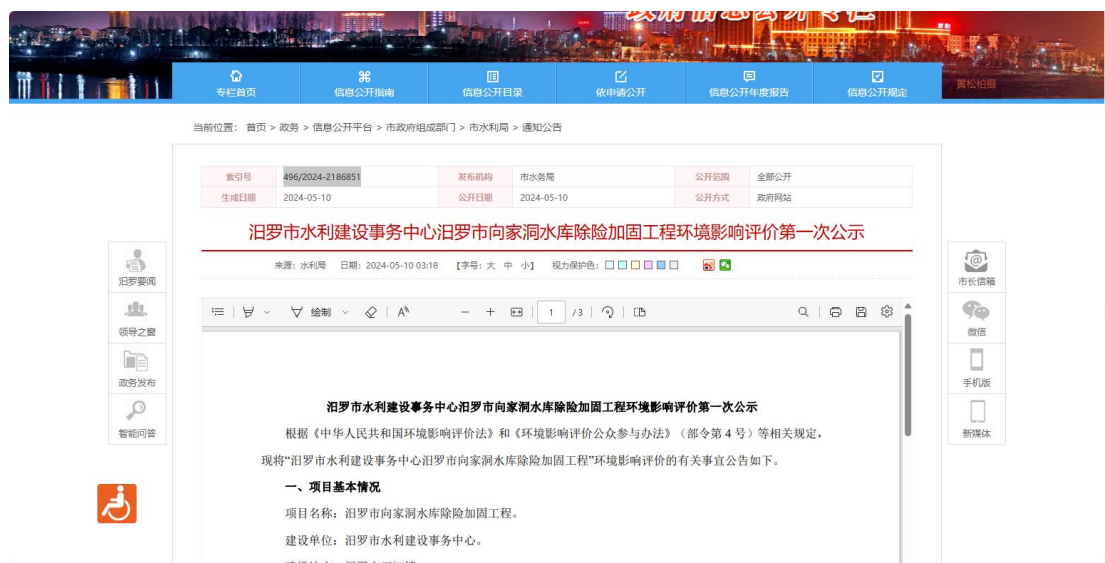 政府信息公开专栏
专栏首页 信息公开指南 信息公开目录 依申请公开 信息公开年度报告 信息公开规定
黄松柏摄
当前位置： 首页 > 政务 > 信息公开平台 > 市政府组成部门 > 市水利局 > 通知公告
索引号 496/2024-2186851 发布机构 市水务局 公开范围 全部公开
生成日期 2024-05-10 公开日期 2024-05-10 公开方式 政府网站
汨罗市水利建设事务中心汨罗市向家洞水库除险加固工程环境影响评价第一次公示
来源：水利局 日期：2024-05-10 03:18 【字号：大 中 小】 视力保护色：
汨罗要闻
领导之窗
政务发布
智能问答
市长信箱
微信
手机版
新媒体
绘制 A 1 /3
汨罗市水利建设事务中心汨罗市向家洞水库除险加固工程环境影响评价第一次公示
根据《中华人民共和国环境影响评价法》和《环境影响评价公众参与办法》（部令第 4 号）等相关规定，
现将“汨罗市水利建设事务中心汨罗市向家洞水库除险加固工程”环境影响评价的有关事宜公告如下。
一、项目基本情况
项目名称：汨罗市向家洞水库除险加固工程。
建设单位：汨罗市水利建设事务中心。